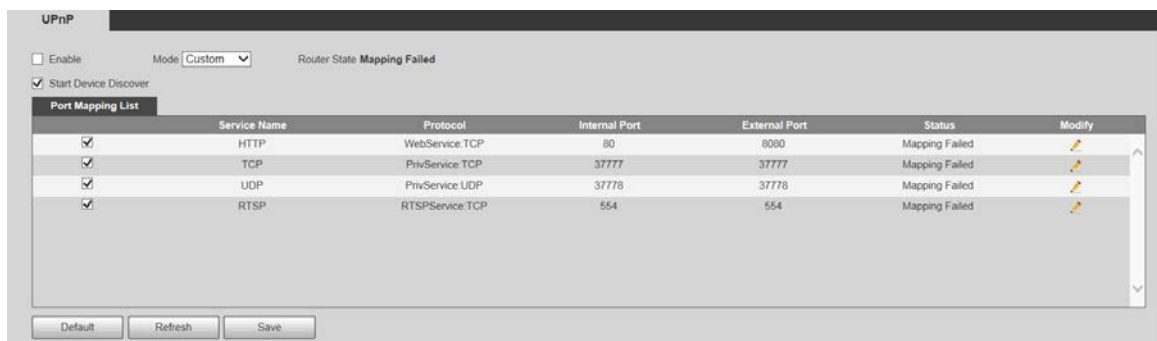 UPnP
Enable Mode Custom Router State Mapping Failed
Start Device Discover
Port Mapping List
Service Name Protocol Internal Port External Port Status Modify
HTTP WebService:TCP 80 8080 Mapping Failed
TCP PrivService:TCP 37777 37777 Mapping Failed
UDP PrivService:UDP 37778 37778 Mapping Failed
RTSP RTSPService:TCP 554 554 Mapping Failed
Default Refresh Save